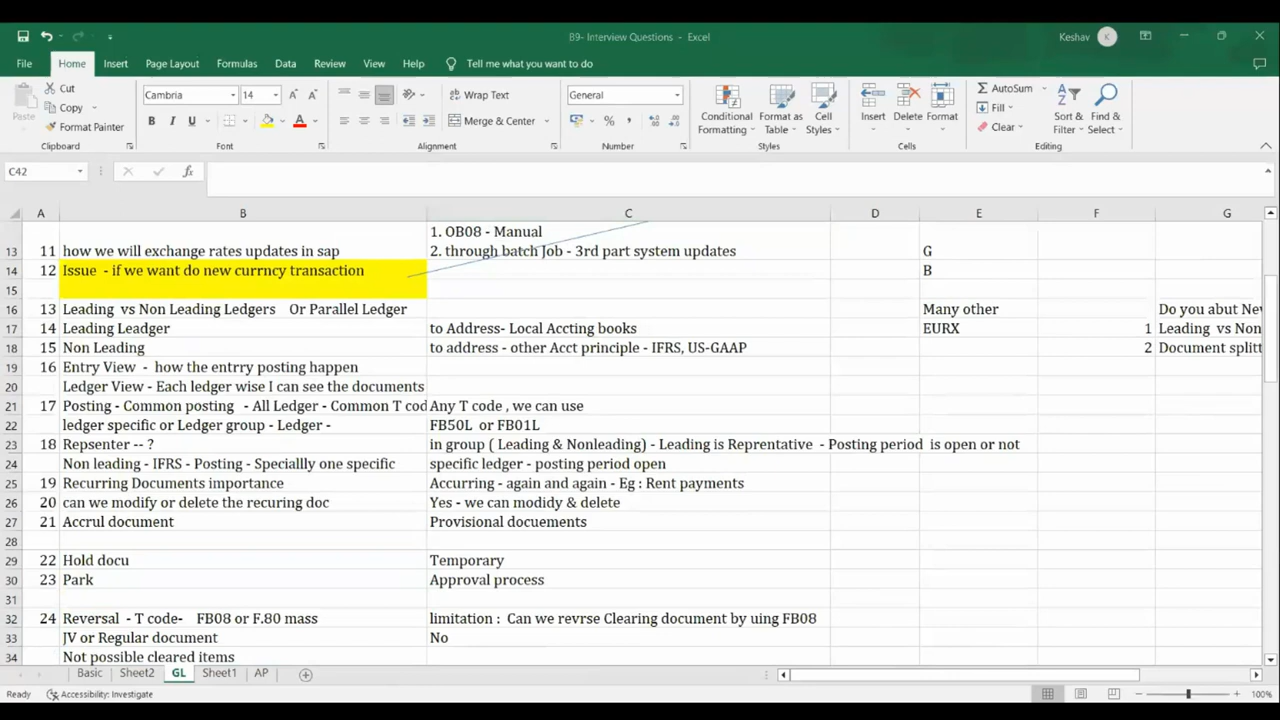 B9- Interview Questions - Excel
Keshav
K
File
Home
Insert
Page Layout
Formulas
Data
Review
View
Help
Tell me what you want to do
Paste
Cut
Copy
Format Painter
Clipboard
Cambria
14
B I U
Font
Wrap Text
Merge & Center
Alignment
General
Number
Conditional Formatting
Format as Table
Cell Styles
Styles
Insert
Delete
Format
Cells
AutoSum
Fill
Clear
Sort & Filter
Find & Select
Editing
C42
fx
A B C D E F G
1. OB08 - Manual
13 11 how we will exchange rates updates in sap 2. through batch Job - 3rd part system updates G
14 12 Issue - if we want do new currncy transaction B
15
16 13 Leading vs Non Leading Ledgers Or Parallel Ledger Many other Do you abut Nev
17 14 Leading Leadger to Address- Local Accting books EURX 1 Leading vs Non
18 15 Non Leading to address - other Acct principle - IFRS, US-GAAP 2 Document splitt
19 16 Entry View - how the entrry posting happen
20 Ledger View - Each ledger wise I can see the documents
21 17 Posting - Common posting - All Ledger - Common T cod Any T code , we can use
22 ledger specific or Ledger group - Ledger - FB50L or FB01L
23 18 Repsenter -- ? in group ( Leading & Nonleading) - Leading is Reprentative - Posting period is open or not
24 Non leading - IFRS - Posting - Speciallly one specific specific ledger - posting period open
25 19 Recurring Documents importance Accurring - again and again - Eg : Rent payments
26 20 can we modify or delete the recuring doc Yes - we can modidy & delete
27 21 Accrul document Provisional docuements
28
29 22 Hold docu Temporary
30 23 Park Approval process
31
32 24 Reversal - T code- FB08 or F.80 mass limitation : Can we revrse Clearing document by uing FB08
33 JV or Regular document No
34 Not possible cleared items
Basic
Sheet2
GL
Sheet1
AP
Ready
Accessibility: Investigate
100%